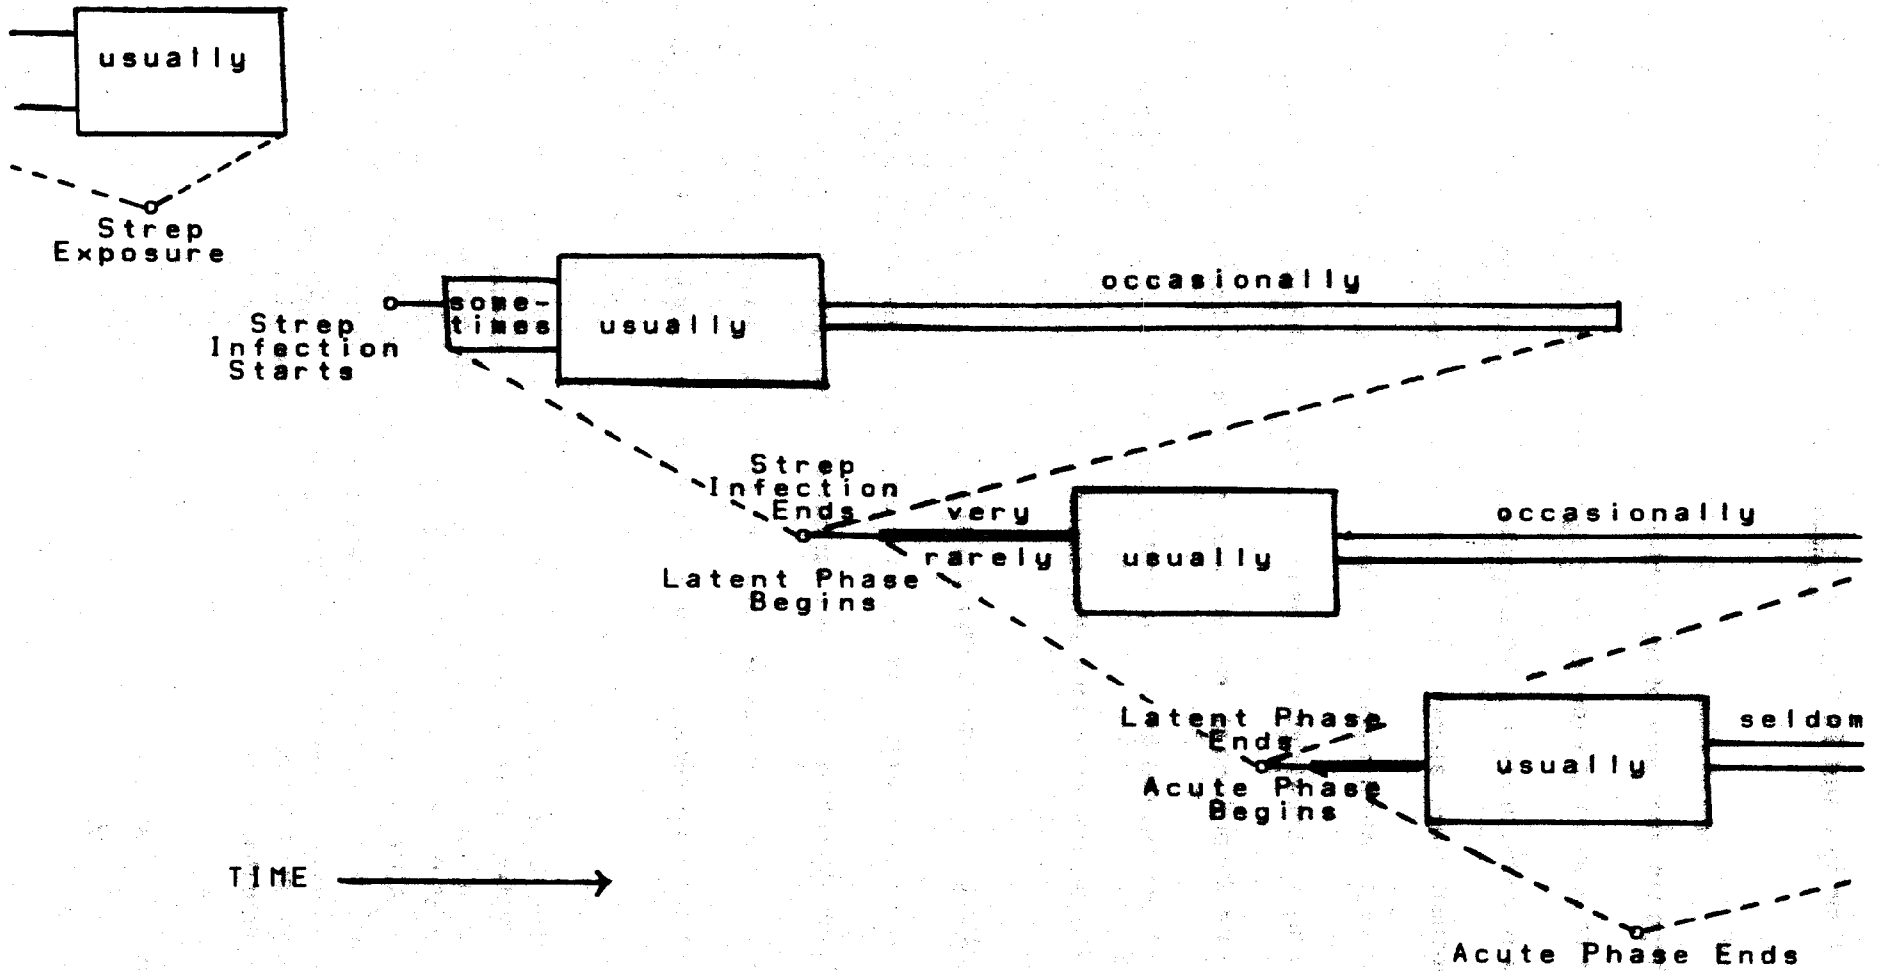 usually
Strep
Exposure
occasionally
some-
times
usually
Strep
Infection
Starts
Strep
Infection
Ends
very
rarely
usually
occasionally
Latent Phase
Begins
Latent Phase
Ends
usually
seldom
Acute Phase
Begins
TIME
Acute Phase Ends